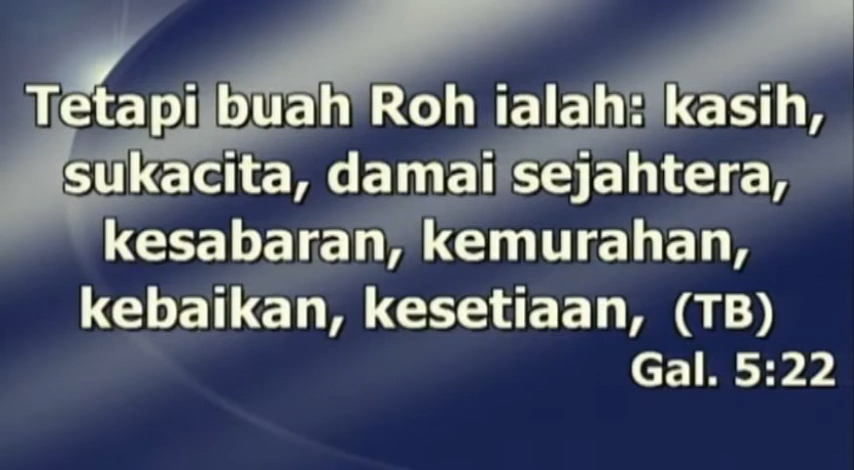 Tetapi buah Roh ialah: kasih,
sukacita, damai sejahtera,
kesabaran, kemurahan,
kebaikan, kesetiaan, (TB)
Gal. 5:22